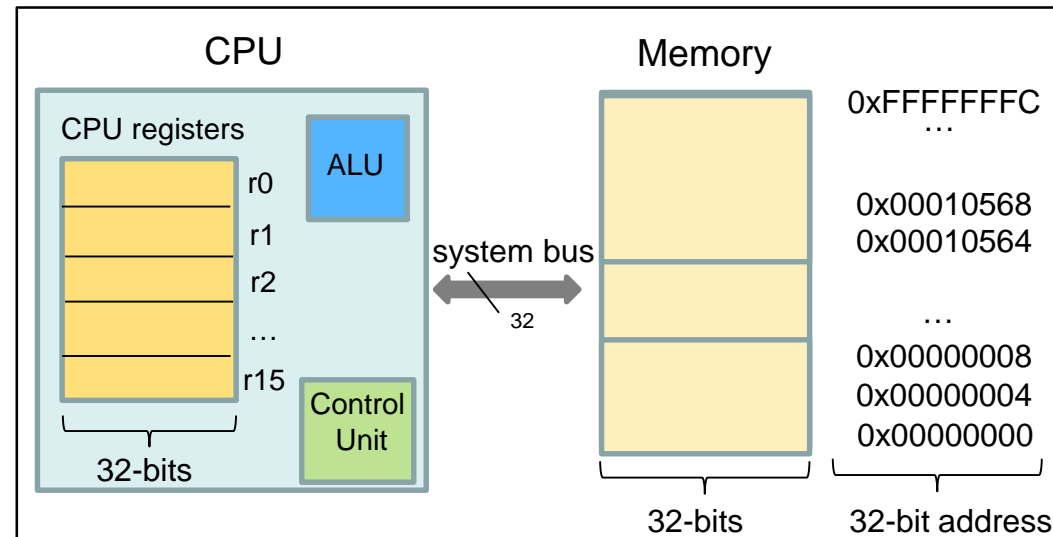 CPU
CPU registers
r0
r1
r2
...
r15
32-bits
ALU
Control
Unit
system bus
32
Memory
32-bits
0xFFFFFFFC
...
0x00010568
0x00010564
...
0x00000008
0x00000004
0x00000000
32-bit address